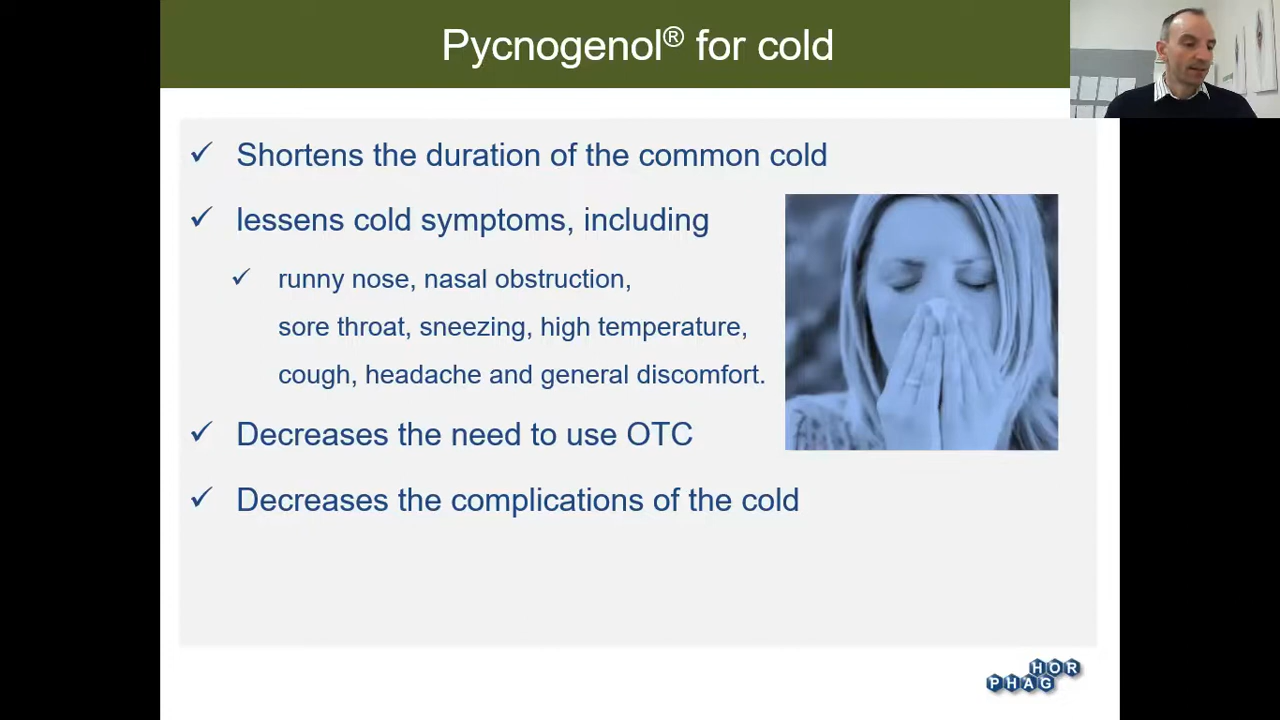 Pycnogenol® for cold
✓ Shortens the duration of the common cold
✓ lessens cold symptoms, including
✓ runny nose, nasal obstruction,
sore throat, sneezing, high temperature,
cough, headache and general discomfort.
✓ Decreases the need to use OTC
✓ Decreases the complications of the cold
HOR
PHAG